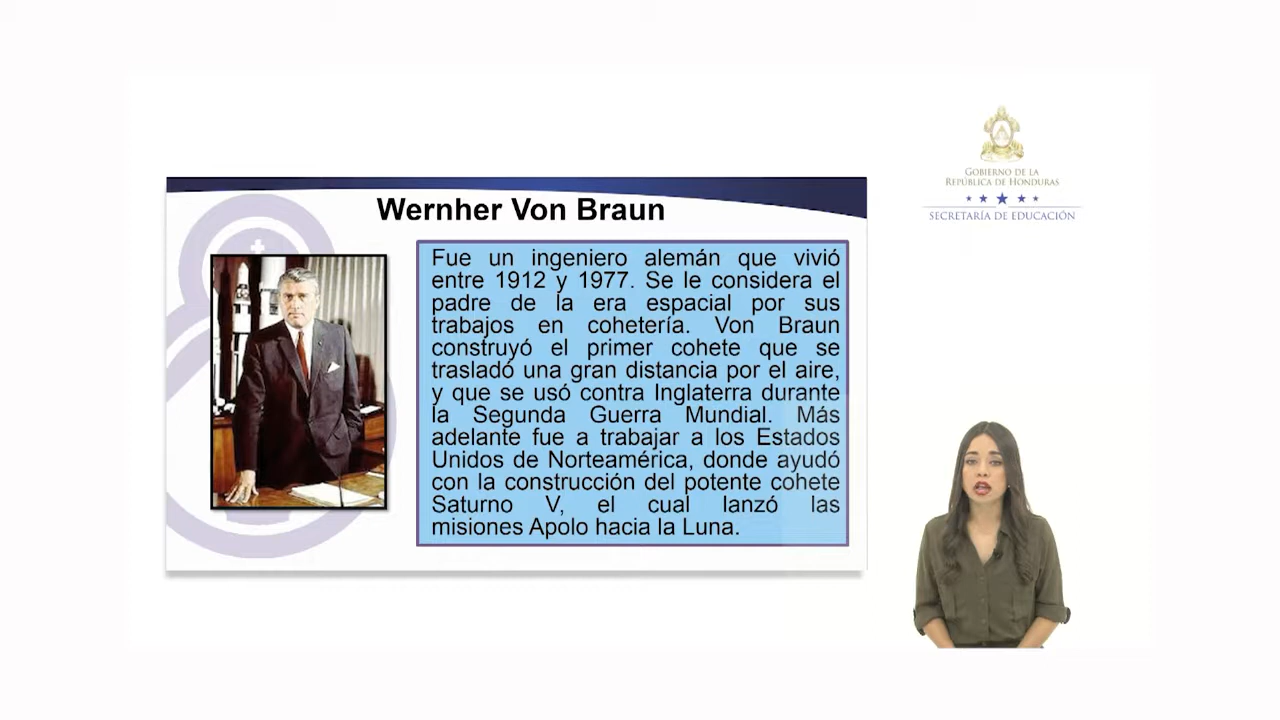 Wernher Von Braun
Fue un ingeniero alemán que vivió
entre 1912 y 1977. Se le considera el
padre de la era espacial por sus
trabajos en cohetería. Von Braun
construyó el primer cohete que se
trasladó una gran distancia por el aire,
y que se usó contra Inglaterra durante
la Segunda Guerra Mundial. Más
adelante fue a trabajar a los Estados
Unidos de Norteamérica, donde ayudó
con la construcción del potente cohete
Saturno V, el cual lanzó las
misiones Apolo hacia la Luna.
GOBIERNO DE LA
REPÚBLICA DE HONDURAS
SECRETARÍA DE EDUCACIÓN